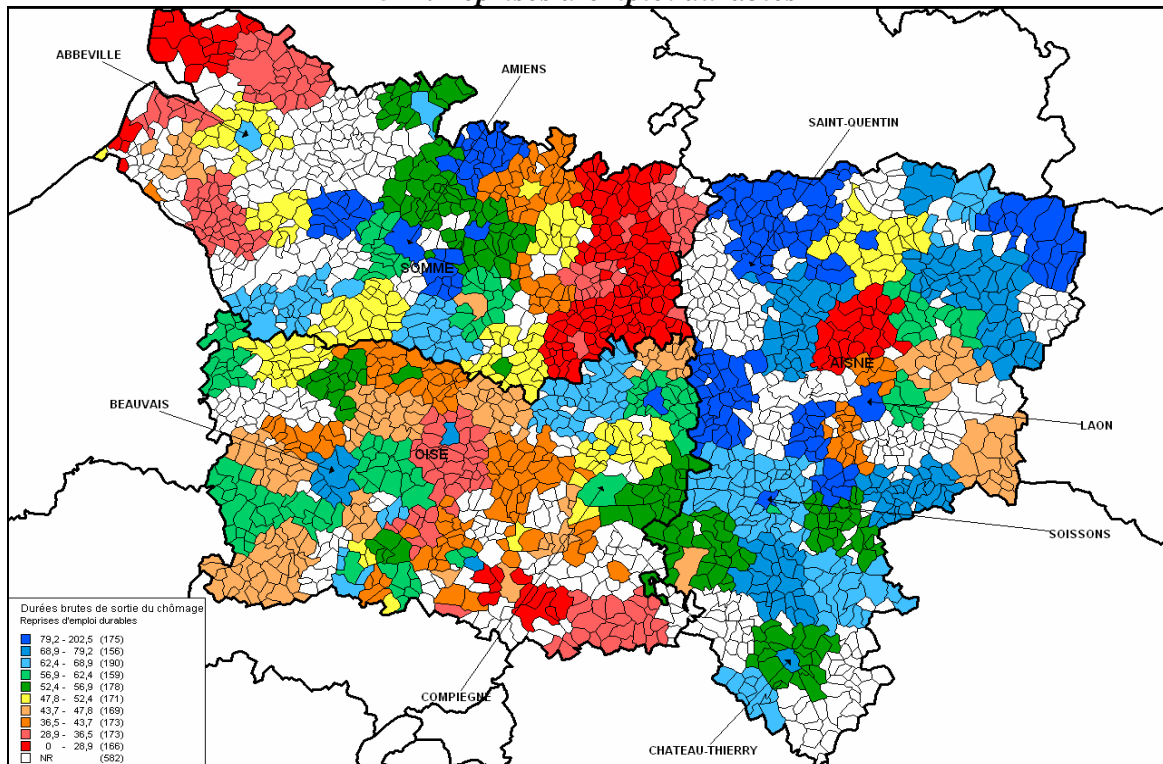 Reprises d'emploi durables
ABBEVILLE
AMIENS
SAINT-QUENTIN
SOMME
AISNE
BEAUVAIS
LAON
OISE
SOISSONS
COMPIEGNE
CHATEAU-THIERRY
Durées brutes de sortie du chômage
Reprises d'emploi durables
79,2 - 202,5 (175)
68,9 - 79,2 (156)
62,4 - 68,9 (190)
56,9 - 62,4 (159)
52,4 - 56,9 (178)
47,8 - 52,4 (171)
43,7 - 47,8 (169)
36,5 - 43,7 (173)
28,9 - 36,5 (173)
0 - 28,9 (166)
NR (582)